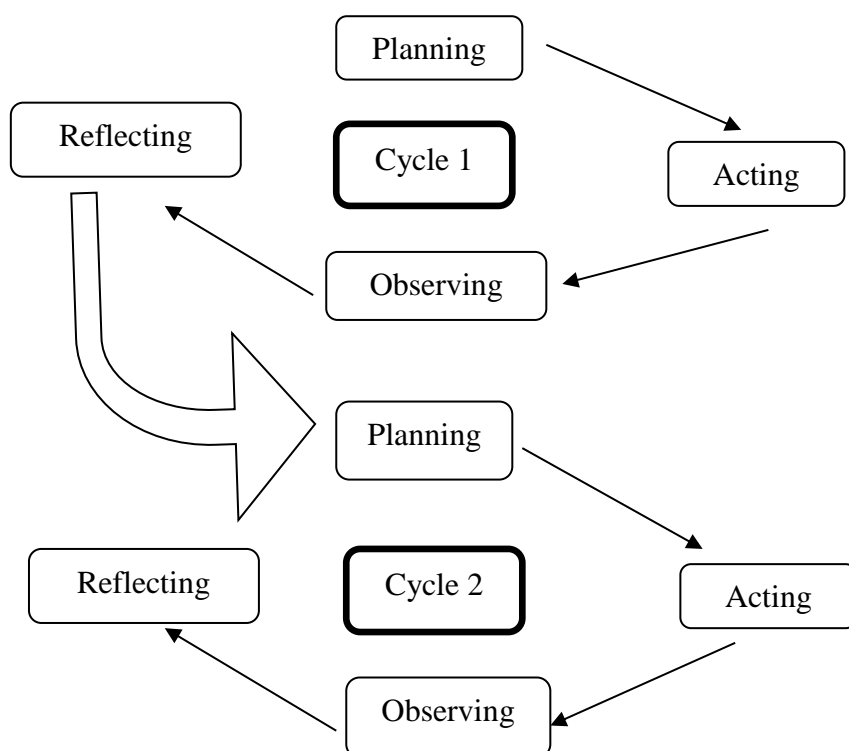 Planning
Reflecting
Cycle 1
Acting
Observing
Planning
Reflecting
Cycle 2
Acting
Observing